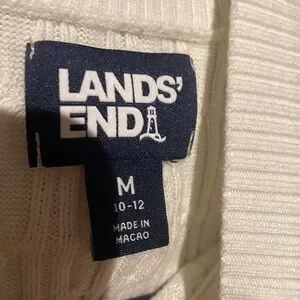 LANDS'
END
M
10-12
MADE IN
MACAO